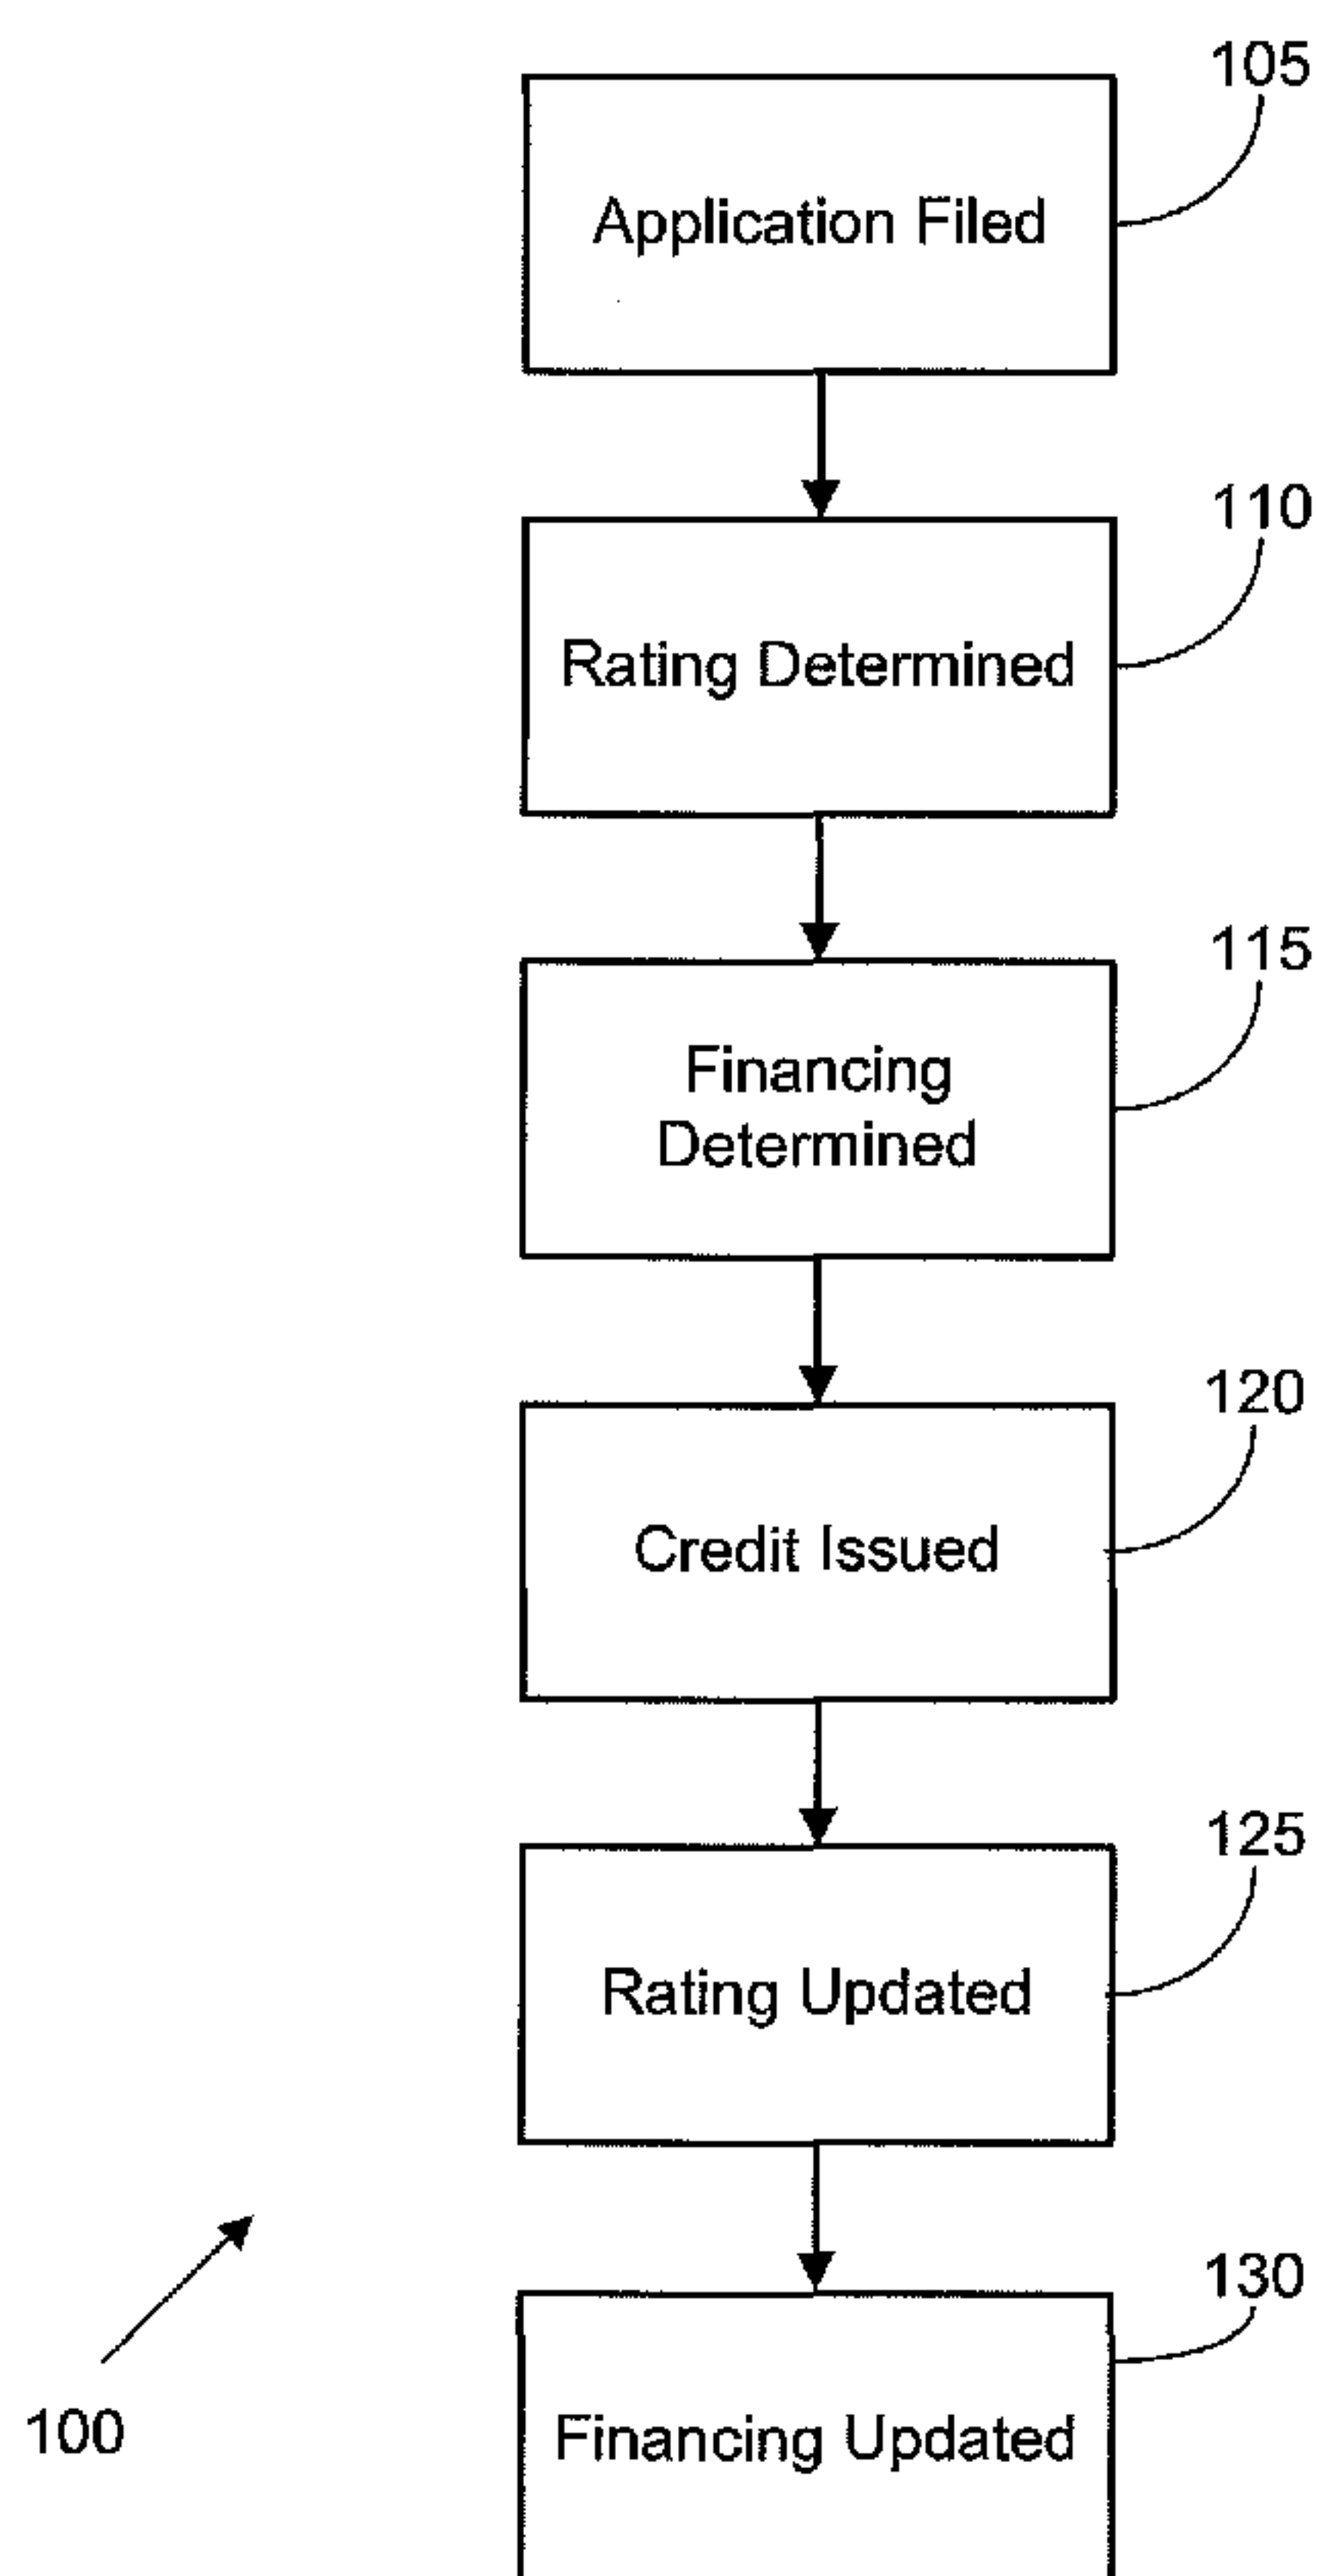 105
Application Filed
110
Rating Determined
115
Financing
Determined
120
Credit Issued
125
Rating Updated
130
100
Financing Updated